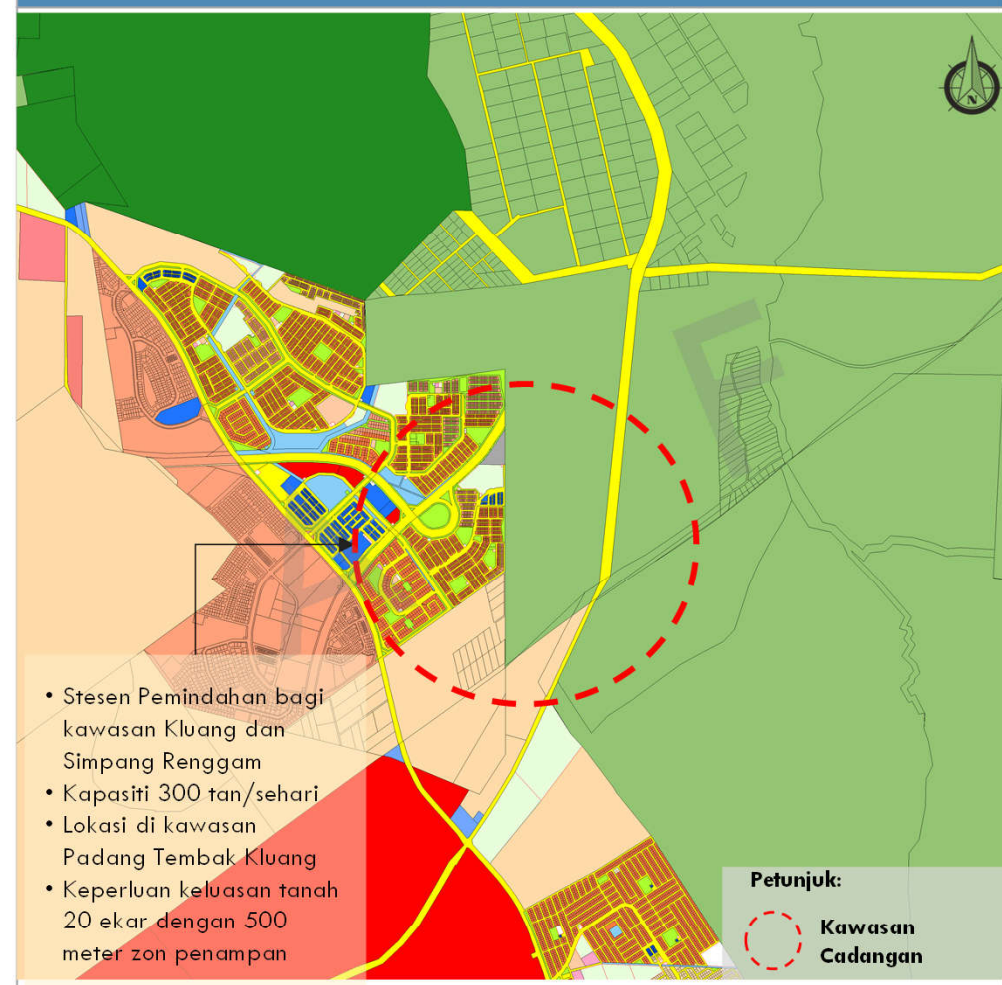 N
• Stesen Pemindahan bagi
kawasan Kluang dan
Simpang Renggam
• Kapasiti 300 tan/sehari
• Lokasi di kawasan
Padang Tembak Kluang
• Keperluan keluasan tanah
20 ekar dengan 500
meter zon penampan
Petunjuk:
Kawasan
Cadangan